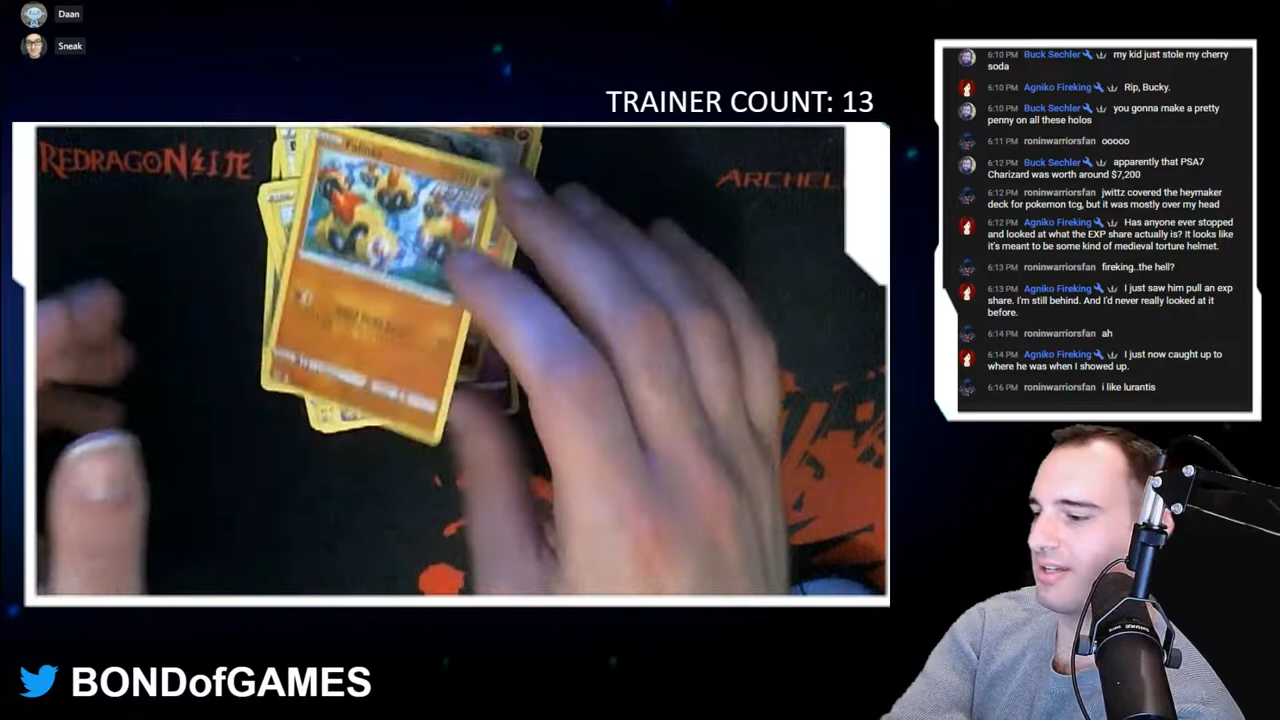 Daan
Sneak
TRAINER COUNT: 13
REDRAGON ELITE
ARCHEL
Falinks
6:10 PM Buck Sechler my kid just stole my cherry
soda
6:10 PM Agniko Fireking Rip, Bucky.
6:10 PM Buck Sechler you gonna make a pretty
penny on all these holos
6:11 PM roninwarriorsfan ooooo
6:12 PM Buck Sechler apparently that PSA7
Charizard was worth around $7,200
6:12 PM roninwarriorsfan jwittz covered the heymaker
deck for pokemon tcg, but it was mostly over my head
6:12 PM Agniko Fireking Has anyone ever stopped
and looked at what the EXP share actually is? It looks like
it's meant to be some kind of medieval torture helmet.
6:13 PM roninwarriorsfan fireking..the hell?
6:13 PM Agniko Fireking I just saw him pull an exp
share. I'm still behind. And I'd never really looked at it
before.
6:14 PM roninwarriorsfan ah
6:14 PM Agniko Fireking I just now caught up to
where he was when I showed up.
6:16 PM roninwarriorsfan i like lurantis
BONDofGAMES